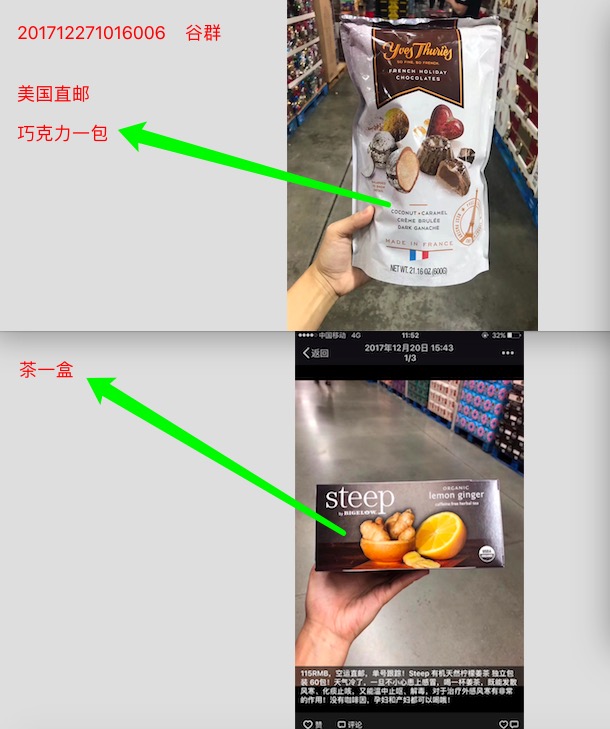 201712271016006 谷群
美国直邮
巧克力一包
Yves Thuriès
SO FINE, SO FRENCH.
FRENCH HOLIDAY
CHOCOLATES
COCONUT • CARAMEL
CRÈME BRULÉE
DARK GANACHE
MADE IN FRANCE
NET WT. 21.16 OZ (600G)
茶一盒
中国移动 4G 11:52 32%
返回
2017年12月20日 15:43
1/3
steep
by BIGELOW
ORGANIC
lemon ginger
caffeine free herbal tea
USDA
ORGANIC
115RMB，空运直邮，单号跟踪！Steep 有机天然柠檬姜茶 独立包
装 60包！天气冷了，一旦不小心患上感冒，喝一杯姜茶，既能发散
风寒、化痰止咳，又能温中止呕、解毒，对于治疗外感风寒有非常
的作用！没有咖啡因，孕妇和产妇都可以喝哦！
赞 评论